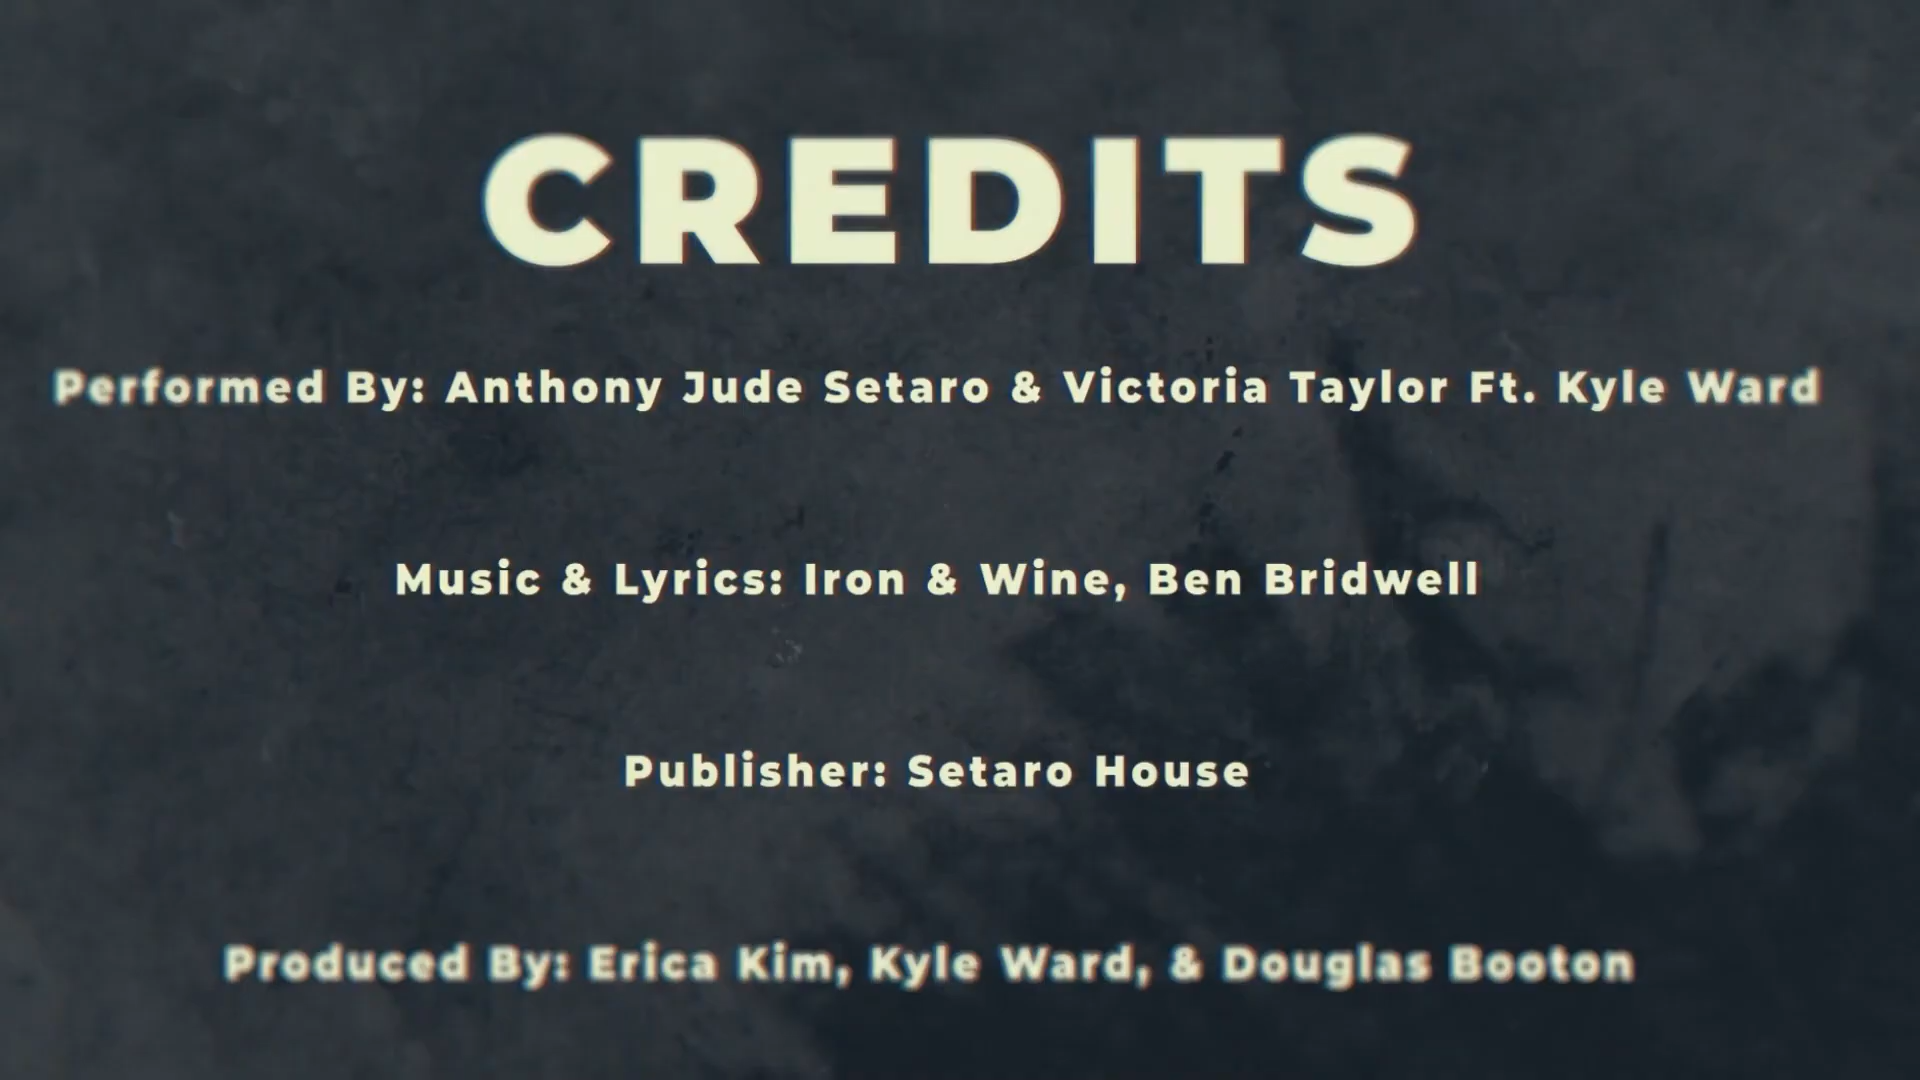 CREDITS
Performed By: Anthony Jude Setaro & Victoria Taylor Ft. Kyle Ward
Music & Lyrics: Iron & Wine, Ben Bridwell
Publisher: Setaro House
Produced By: Erica Kim, Kyle Ward, & Douglas Booton